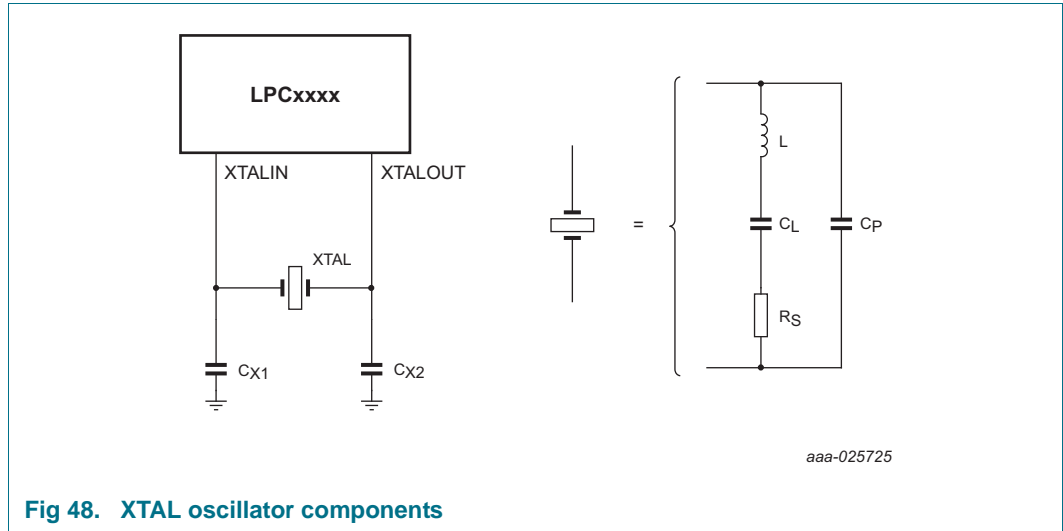 LPCxxxx
XTALIN
XTALOUT
XTAL
CX1
CX2
=
L
CL
CP
RS
aaa-025725
Fig 48. XTAL oscillator components